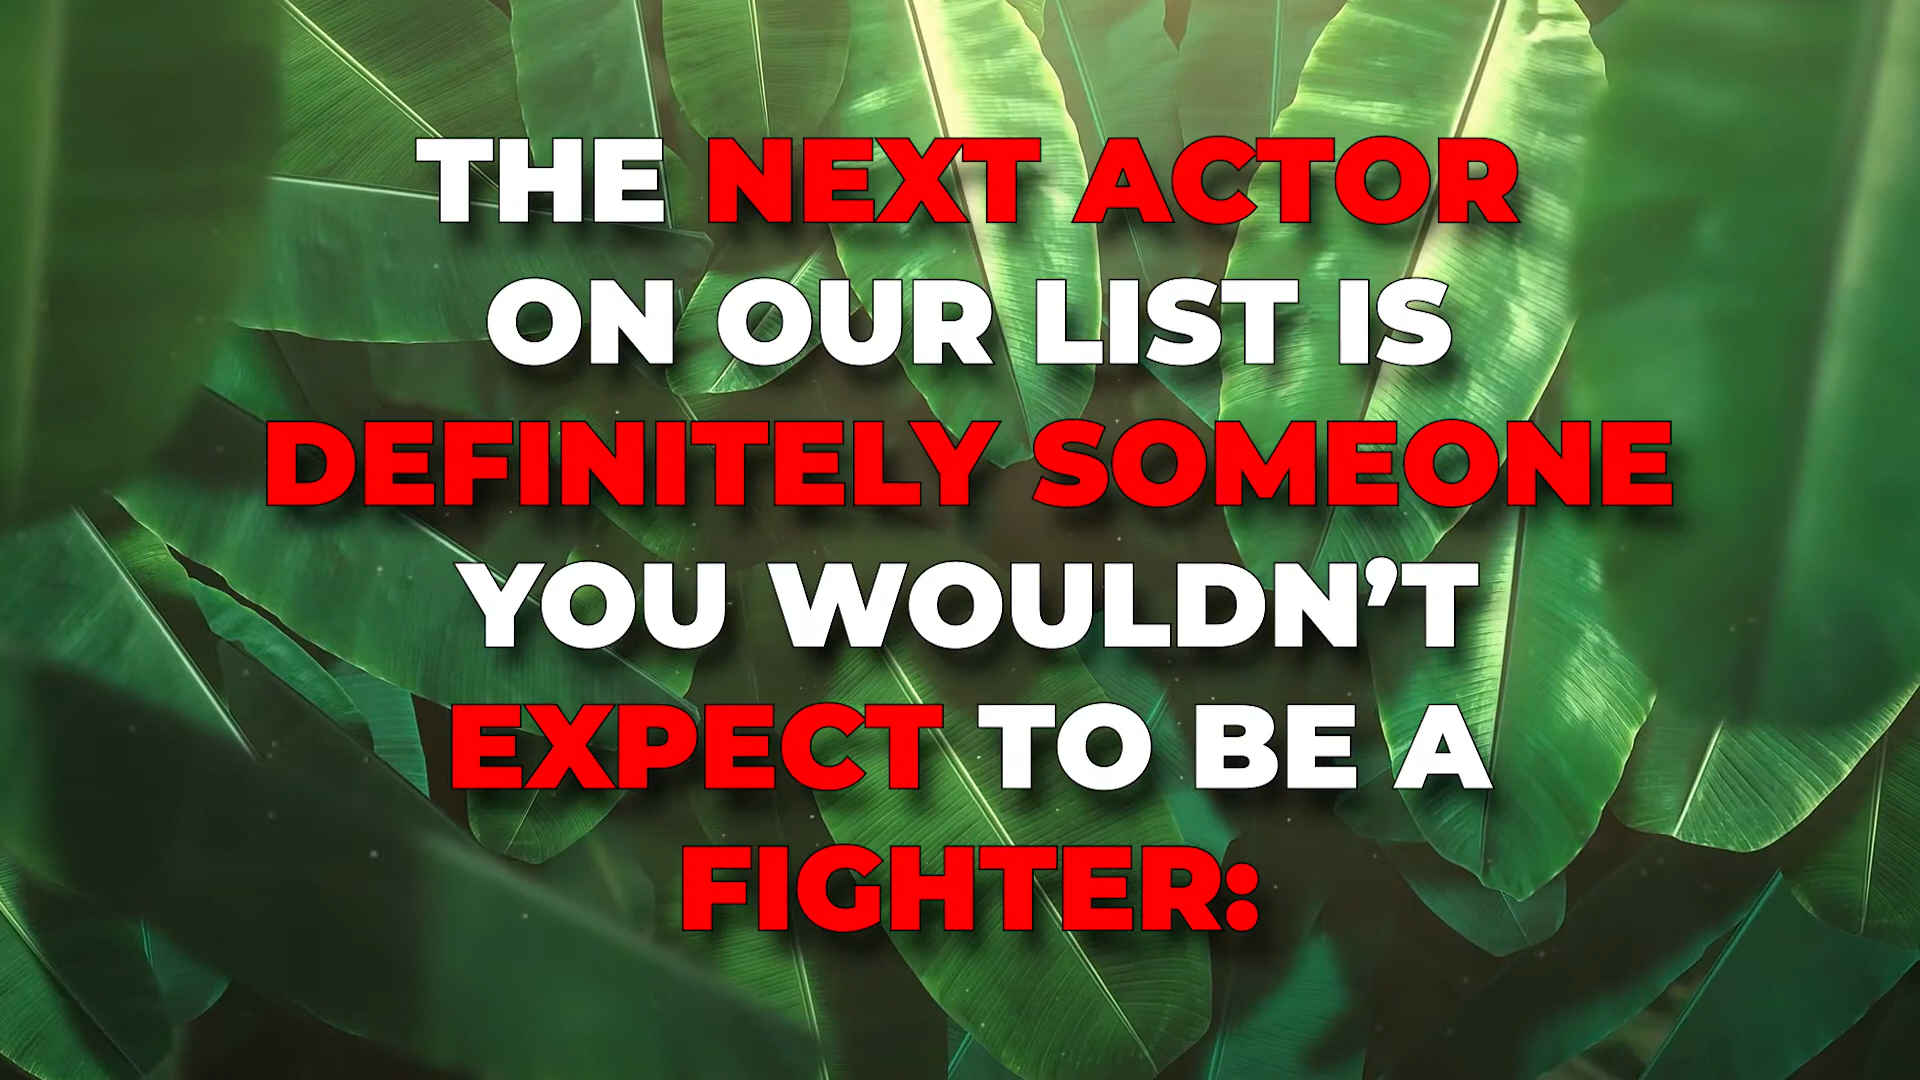 THE NEXT ACTOR
ON OUR LIST IS
DEFINITELY SOMEONE
YOU WOULDN’T
EXPECT TO BE A
FIGHTER: